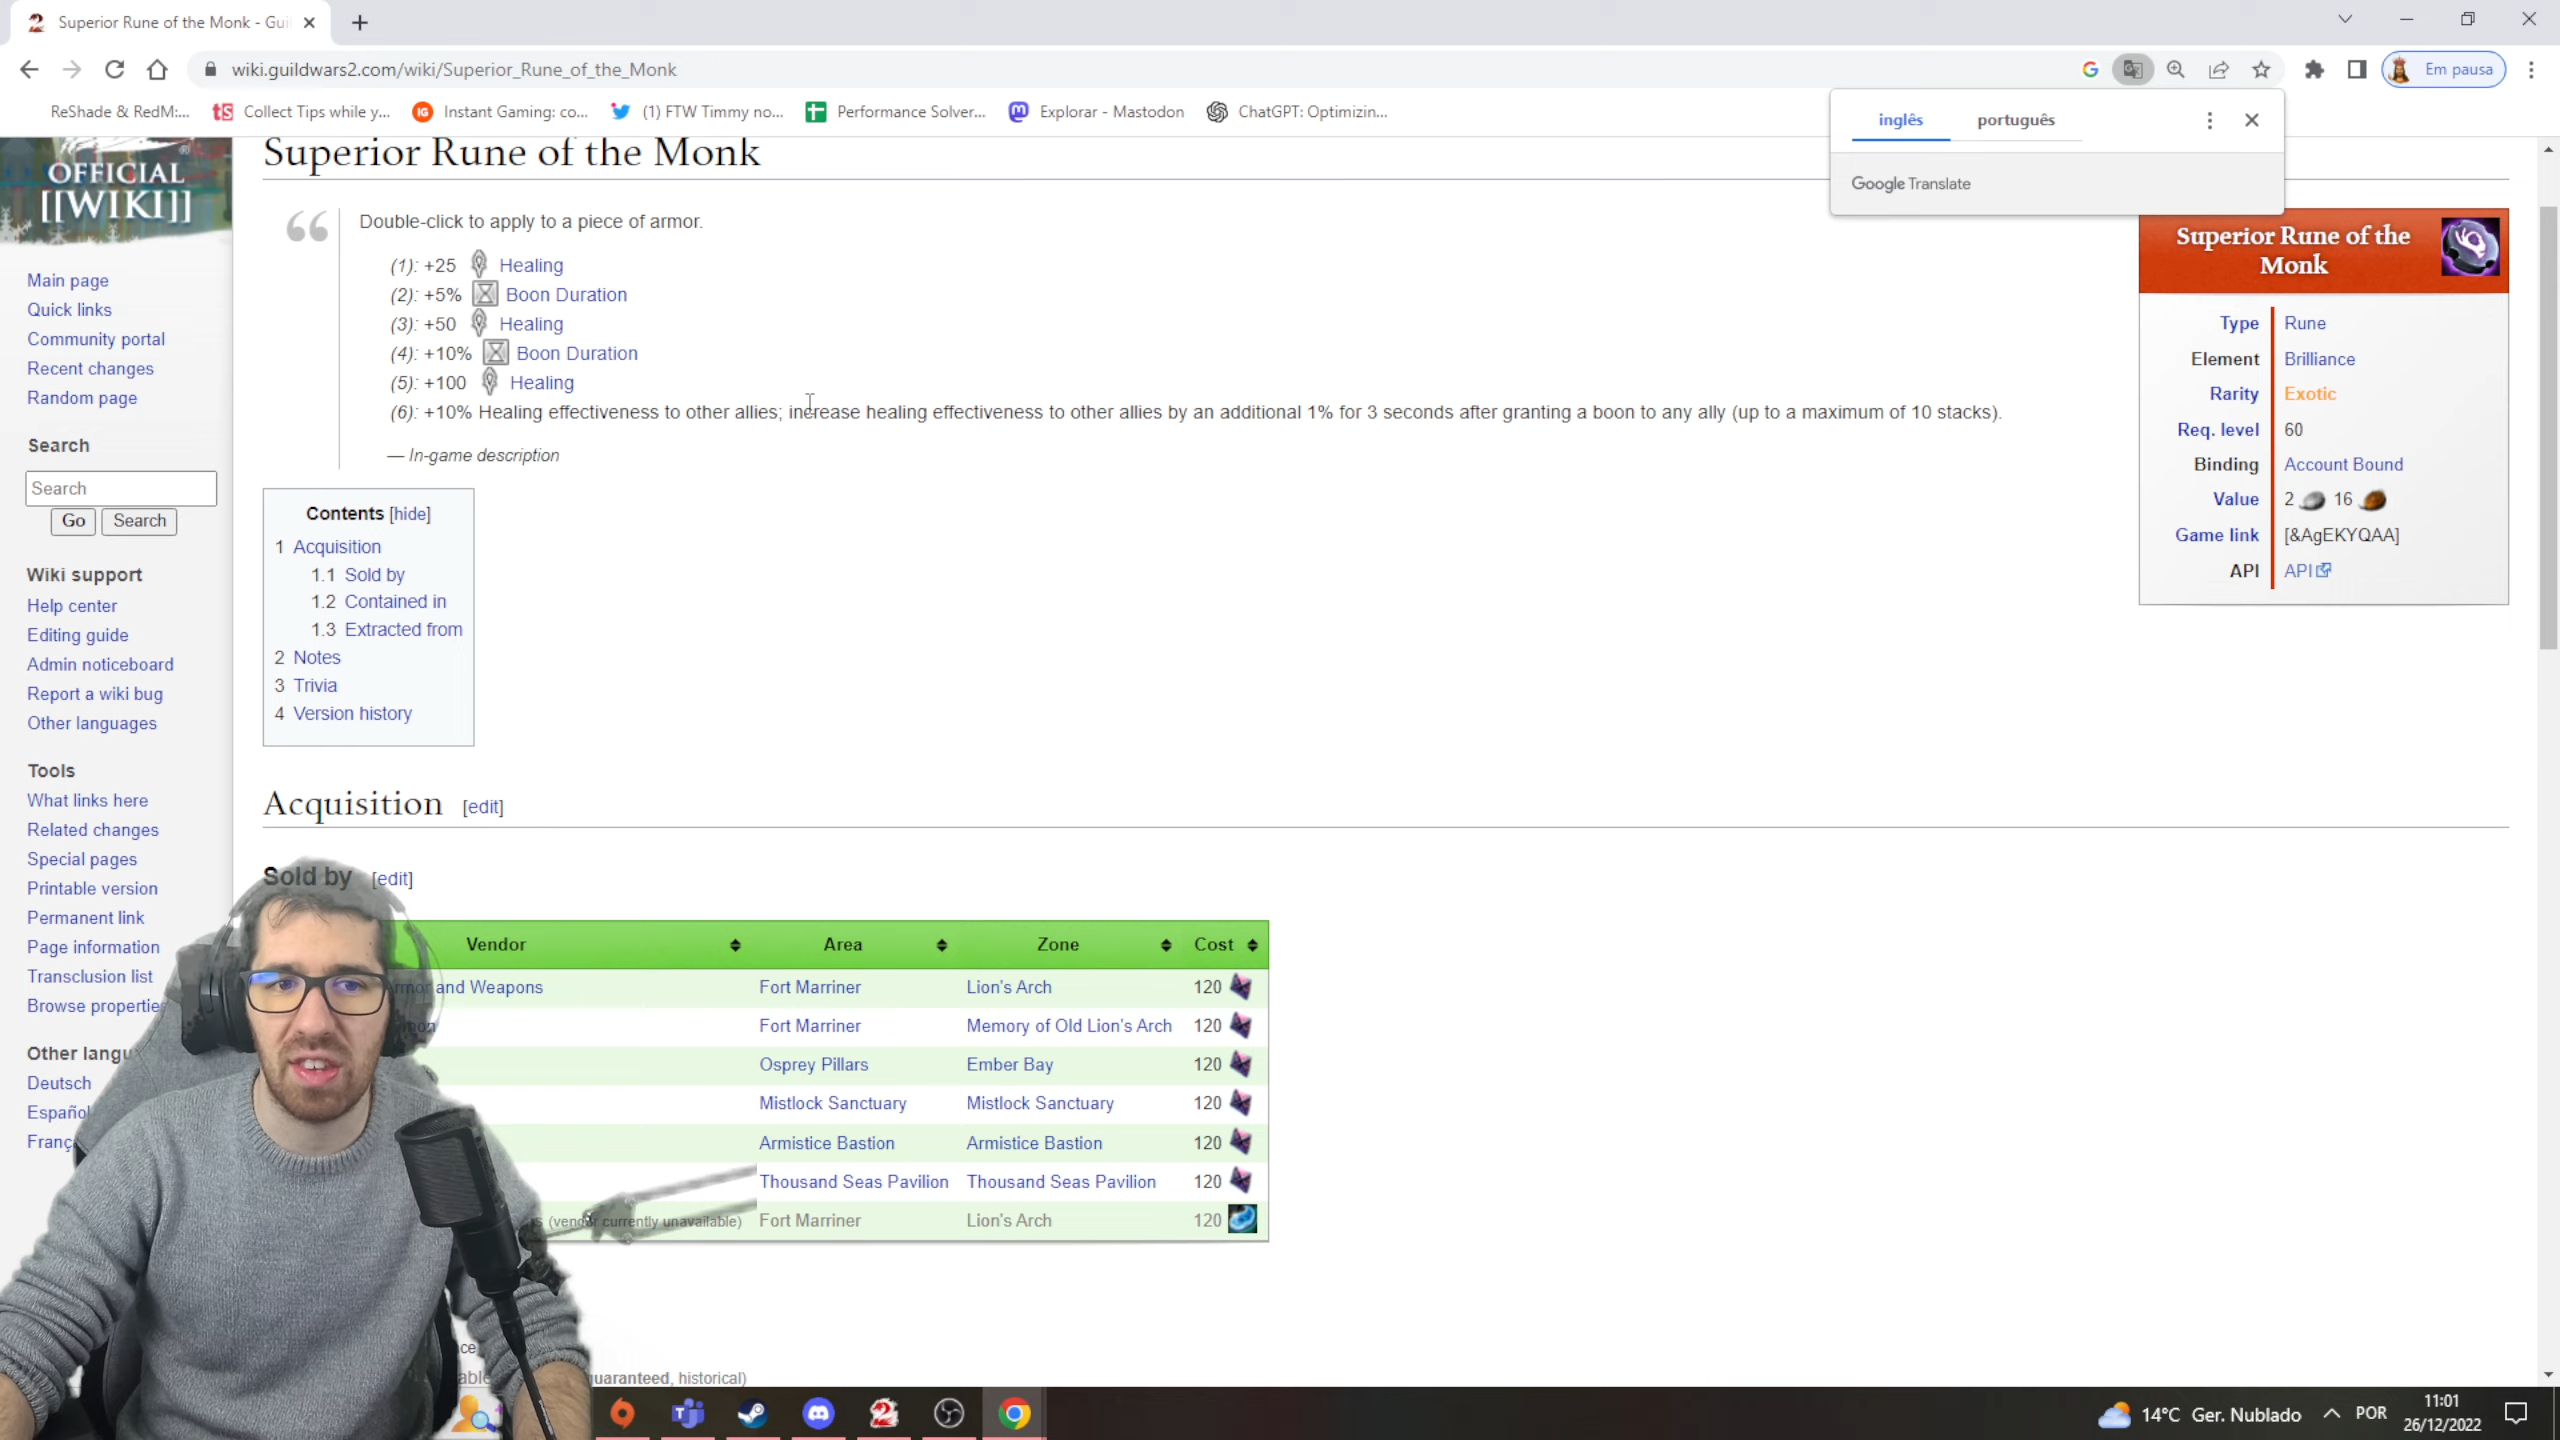 Superior Rune of the Monk - Gui
wiki.guildwars2.com/wiki/Superior_Rune_of_the_Monk
Em pausa
ReShade & RedM:...
Collect Tips while y...
Instant Gaming: co...
(1) FTW Timmy no...
Performance Solver...
Explorar - Mastodon
ChatGPT: Optimizin...
inglês
português
Google Translate
OFFICIAL
[[WIKI]]
Main page
Quick links
Community portal
Recent changes
Random page
Search
Search
Go
Search
Wiki support
Help center
Editing guide
Admin noticeboard
Report a wiki bug
Other languages
Tools
What links here
Related changes
Special pages
Printable version
Permanent link
Page information
Transclusion list
Browse properties
Other langu
Deutsch
Español
Franç
Superior Rune of the Monk
Double-click to apply to a piece of armor.
(1): +25 Healing
(2): +5% Boon Duration
(3): +50 Healing
(4): +10% Boon Duration
(5): +100 Healing
(6): +10% Healing effectiveness to other allies; increase healing effectiveness to other allies by an additional 1% for 3 seconds after granting a boon to any ally (up to a maximum of 10 stacks).
— In-game description
Superior Rune of the
Monk
Type Rune
Element Brilliance
Rarity Exotic
Req. level 60
Binding Account Bound
Value 2 16
Game link [&AgEKYQAA]
API API
Contents [hide]
1 Acquisition
1.1 Sold by
1.2 Contained in
1.3 Extracted from
2 Notes
3 Trivia
4 Version history
Acquisition [edit]
Sold by [edit]
Vendor Area Zone Cost
Armor and Weapons Fort Marriner Lion's Arch 120
Fort Marriner Memory of Old Lion's Arch 120
Osprey Pillars Ember Bay 120
Mistlock Sanctuary Mistlock Sanctuary 120
Armistice Bastion Armistice Bastion 120
Thousand Seas Pavilion Thousand Seas Pavilion 120
(vendor currently unavailable) Fort Marriner Lion's Arch 120
guaranteed, historical)
14°C Ger. Nublado
POR
11:01
26/12/2022